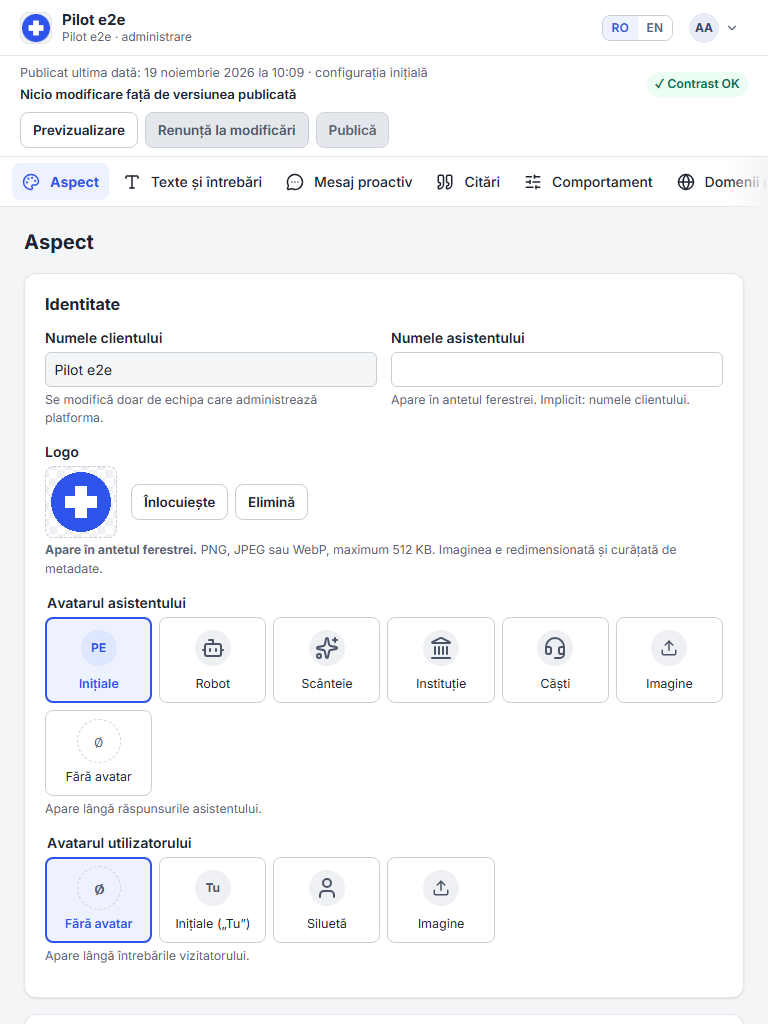 Pilot e2e
Pilot e2e · administrare
RO EN AA
Publicat ultima dată: 19 noiembrie 2026 la 10:09 · configurația inițială
Nicio modificare față de versiunea publicată
✓ Contrast OK
Previzualizare Renunță la modificări Publică
Aspect Texte și întrebări Mesaj proactiv Citări Comportament Domenii
Aspect
Identitate
Numele clientului Numele asistentului
Pilot e2e
Se modifică doar de echipa care administrează
platforma.
Apare în antetul ferestrei. Implicit: numele clientului.
Logo
Înlocuiește Elimină
Apare în antetul ferestrei. PNG, JPEG sau WebP, maximum 512 KB. Imaginea e redimensionată și curățată de
metadate.
Avatarul asistentului
PE
Inițiale Robot Scânteie Instituție Căști Imagine
Ø
Fără avatar
Apare lângă răspunsurile asistentului.
Avatarul utilizatorului
Ø Tu
Fără avatar Inițiale („Tu”) Siluetă Imagine
Apare lângă întrebările vizitatorului.